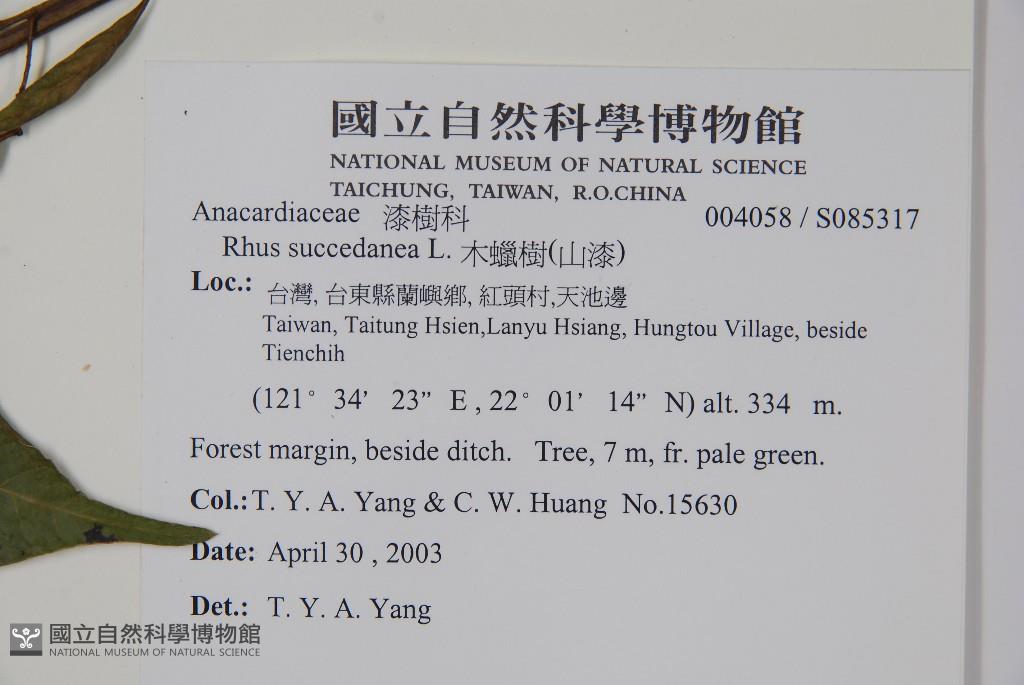 國立自然科學博物館
NATIONAL MUSEUM OF NATURAL SCIENCE
TAICHUNG, TAIWAN, R.O.CHINA
Anacardiaceae 漆樹科 004058 / S085317
Rhus succedanea L. 木蠟樹(山漆)
Loc.: 台灣, 台東縣蘭嶼鄉, 紅頭村,天池邊
Taiwan, Taitung Hsien,Lanyu Hsiang, Hungtou Village, beside
Tienchih
(121° 34’ 23” E , 22° 01’ 14” N) alt. 334 m.
Forest margin, beside ditch. Tree, 7 m, fr. pale green.
Col.: T. Y. A. Yang & C. W. Huang No.15630
Date: April 30 , 2003
Det.: T. Y. A. Yang
國立自然科學博物館
NATIONAL MUSEUM OF NATURAL SCIENCE